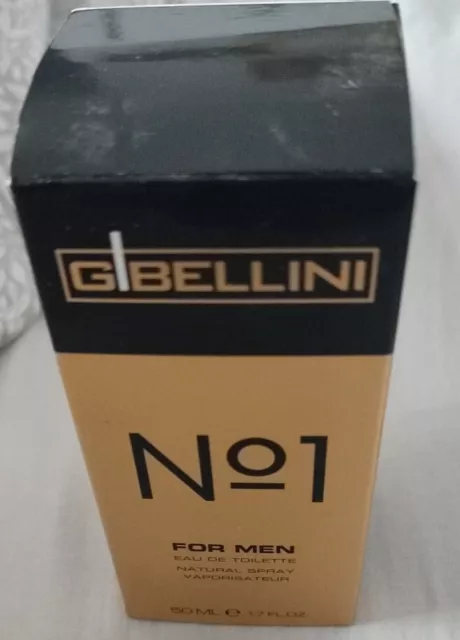 GIBELLINI
Nº1
FOR MEN
EAU DE TOILETTE
NATURAL SPRAY
VAPORISATEUR
50 ML ℮ 1.7 FL.OZ.